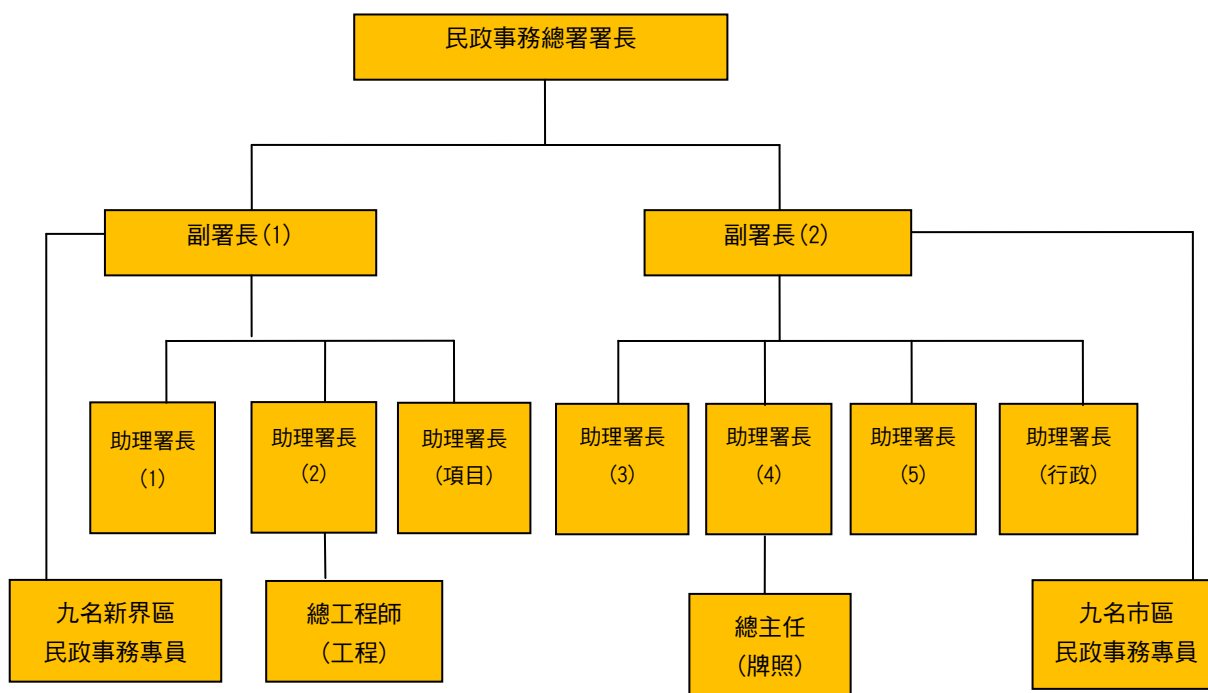 民政事務總署署長
副署長(1)
副署長(2)
助理署長
(1)
助理署長
(2)
助理署長
(項目)
助理署長
(3)
助理署長
(4)
助理署長
(5)
助理署長
(行政)
九名新界區
民政事務專員
總工程師
(工程)
總主任
(牌照)
九名市區
民政事務專員